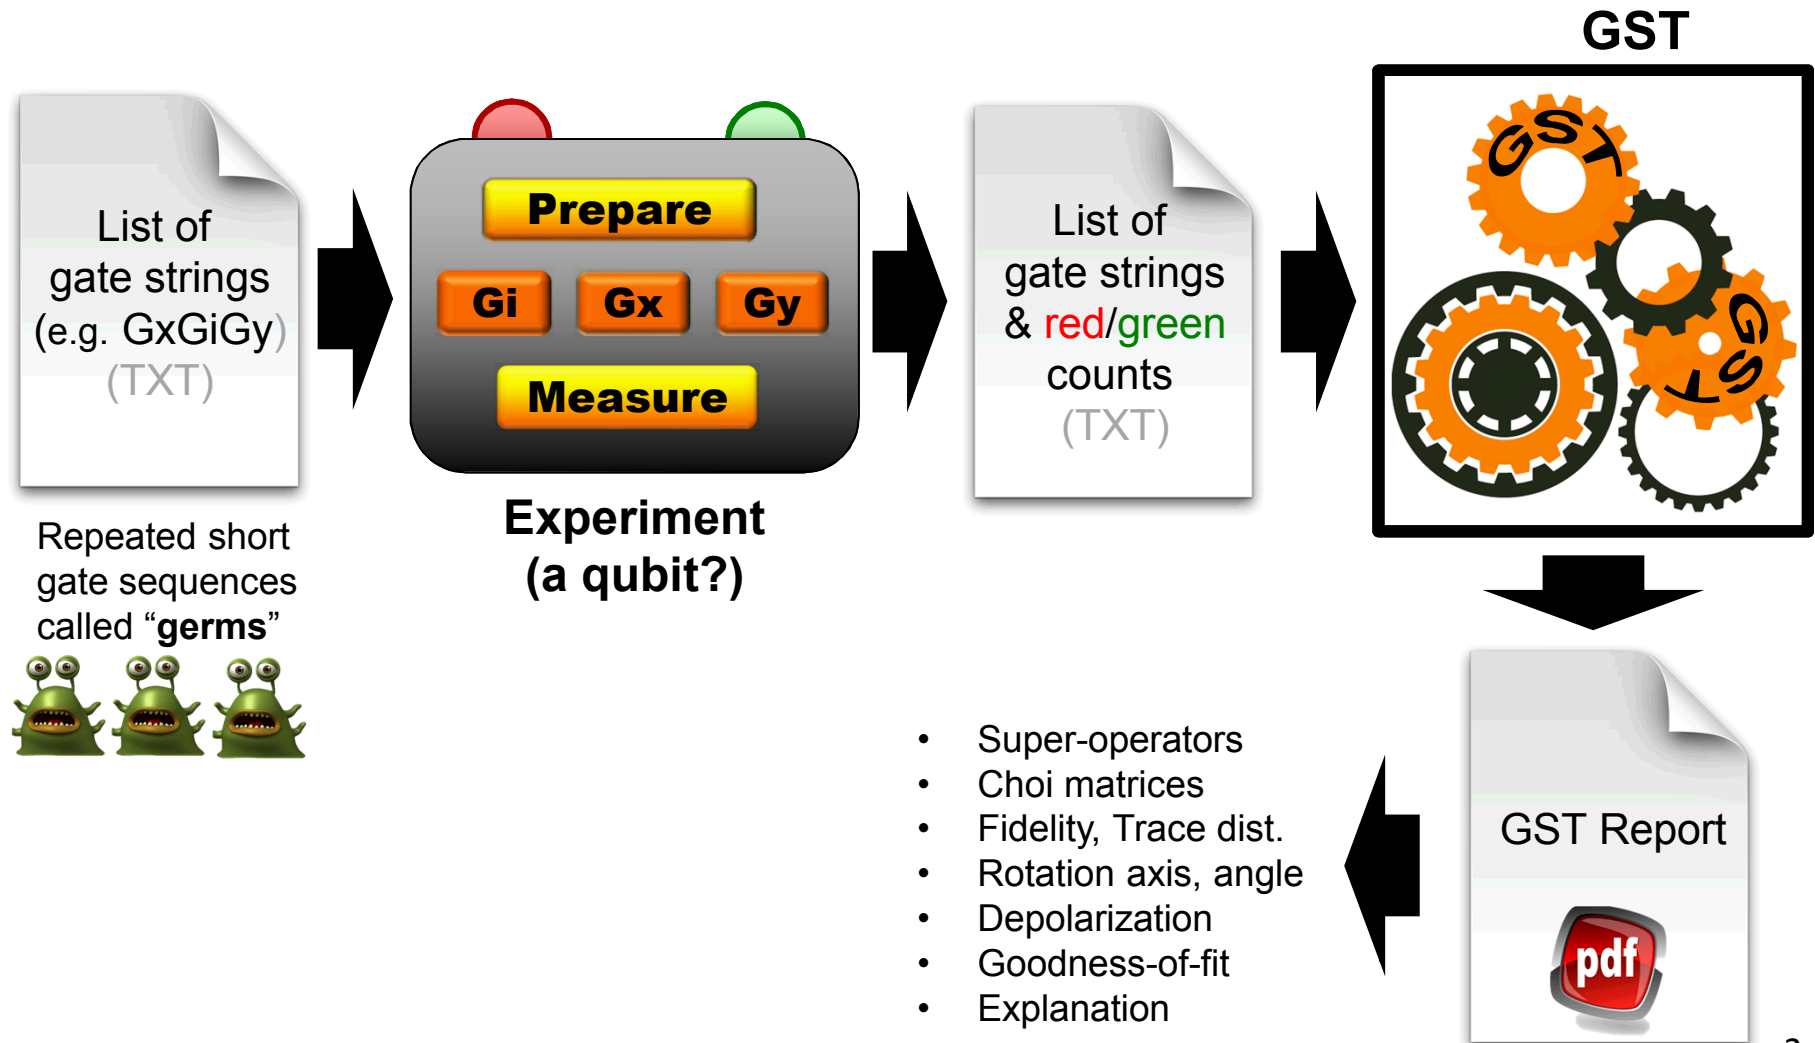 GST
List of
gate strings
(e.g. GxGiGy)
(TXT)
Repeated short
gate sequences
called “germs”
Prepare
Gi Gx Gy
Measure
Experiment
(a qubit?)
List of
gate strings
& red/green
counts
(TXT)
GST
GST
• Super-operators
• Choi matrices
• Fidelity, Trace dist.
• Rotation axis, angle
• Depolarization
• Goodness-of-fit
• Explanation
GST Report
pdf